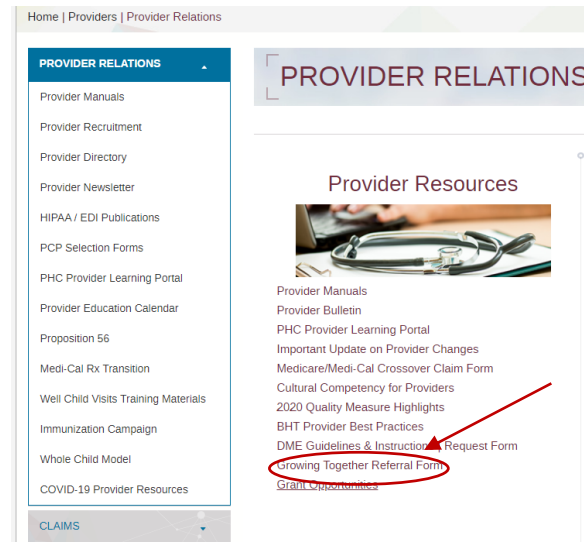 Home | Providers | Provider Relations
PROVIDER RELATIONS
Provider Manuals
Provider Recruitment
Provider Directory
Provider Newsletter
HIPAA / EDI Publications
PCP Selection Forms
PHC Provider Learning Portal
Provider Education Calendar
Proposition 56
Medi-Cal Rx Transition
Well Child Visits Training Materials
Immunization Campaign
Whole Child Model
COVID-19 Provider Resources
CLAIMS
PROVIDER RELATIONS
Provider Resources
Provider Manuals
Provider Bulletin
PHC Provider Learning Portal
Important Update on Provider Changes
Medicare/Medi-Cal Crossover Claim Form
Cultural Competency for Providers
2020 Quality Measure Highlights
BHT Provider Best Practices
DME Guidelines & Instructions Request Form
Growing Together Referral Form
Grant Opportunities